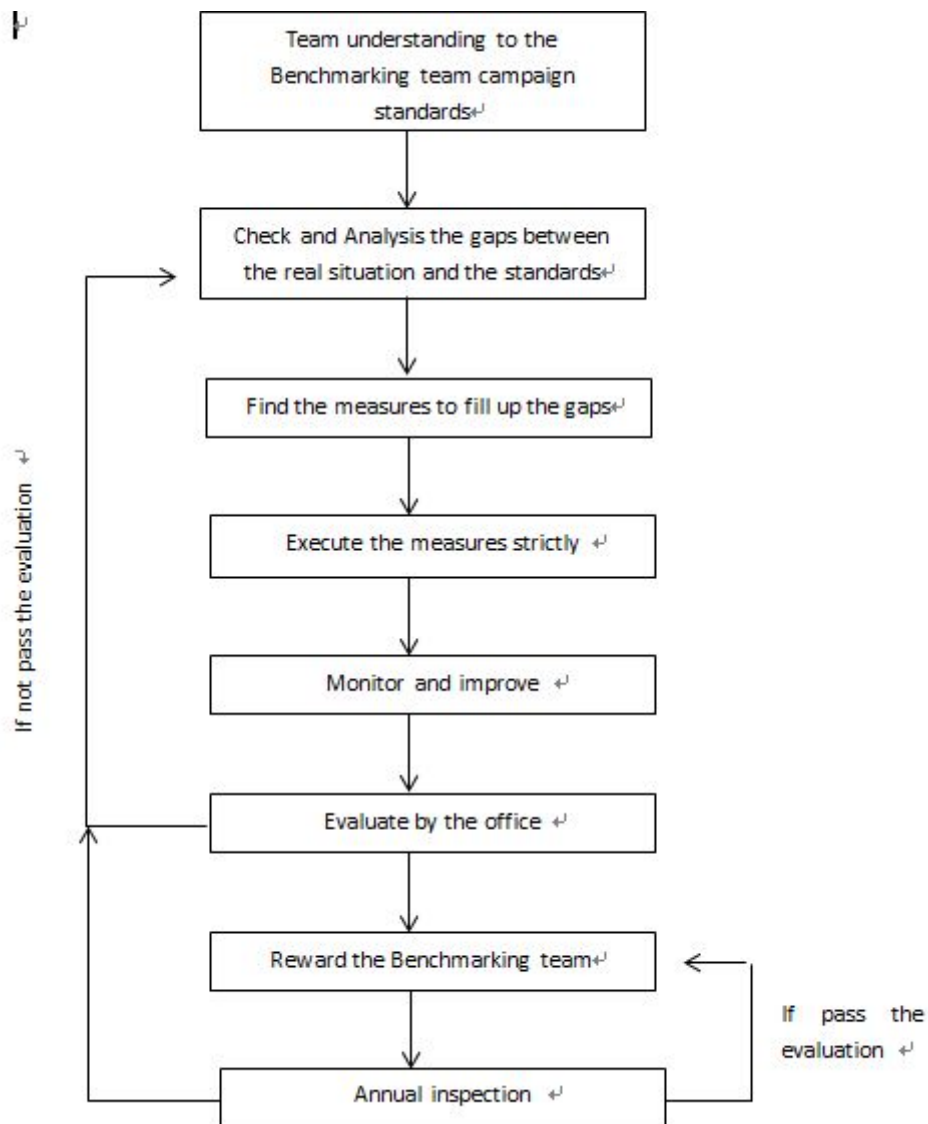 Team understanding to the
Benchmarking team campaign
standards
Check and Analysis the gaps between
the real situation and the standards
Find the measures to fill up the gaps
Execute the measures strictly
Monitor and improve
If not pass the evaluation
Evaluate by the office
Reward the Benchmarking team
If pass the
evaluation
Annual inspection